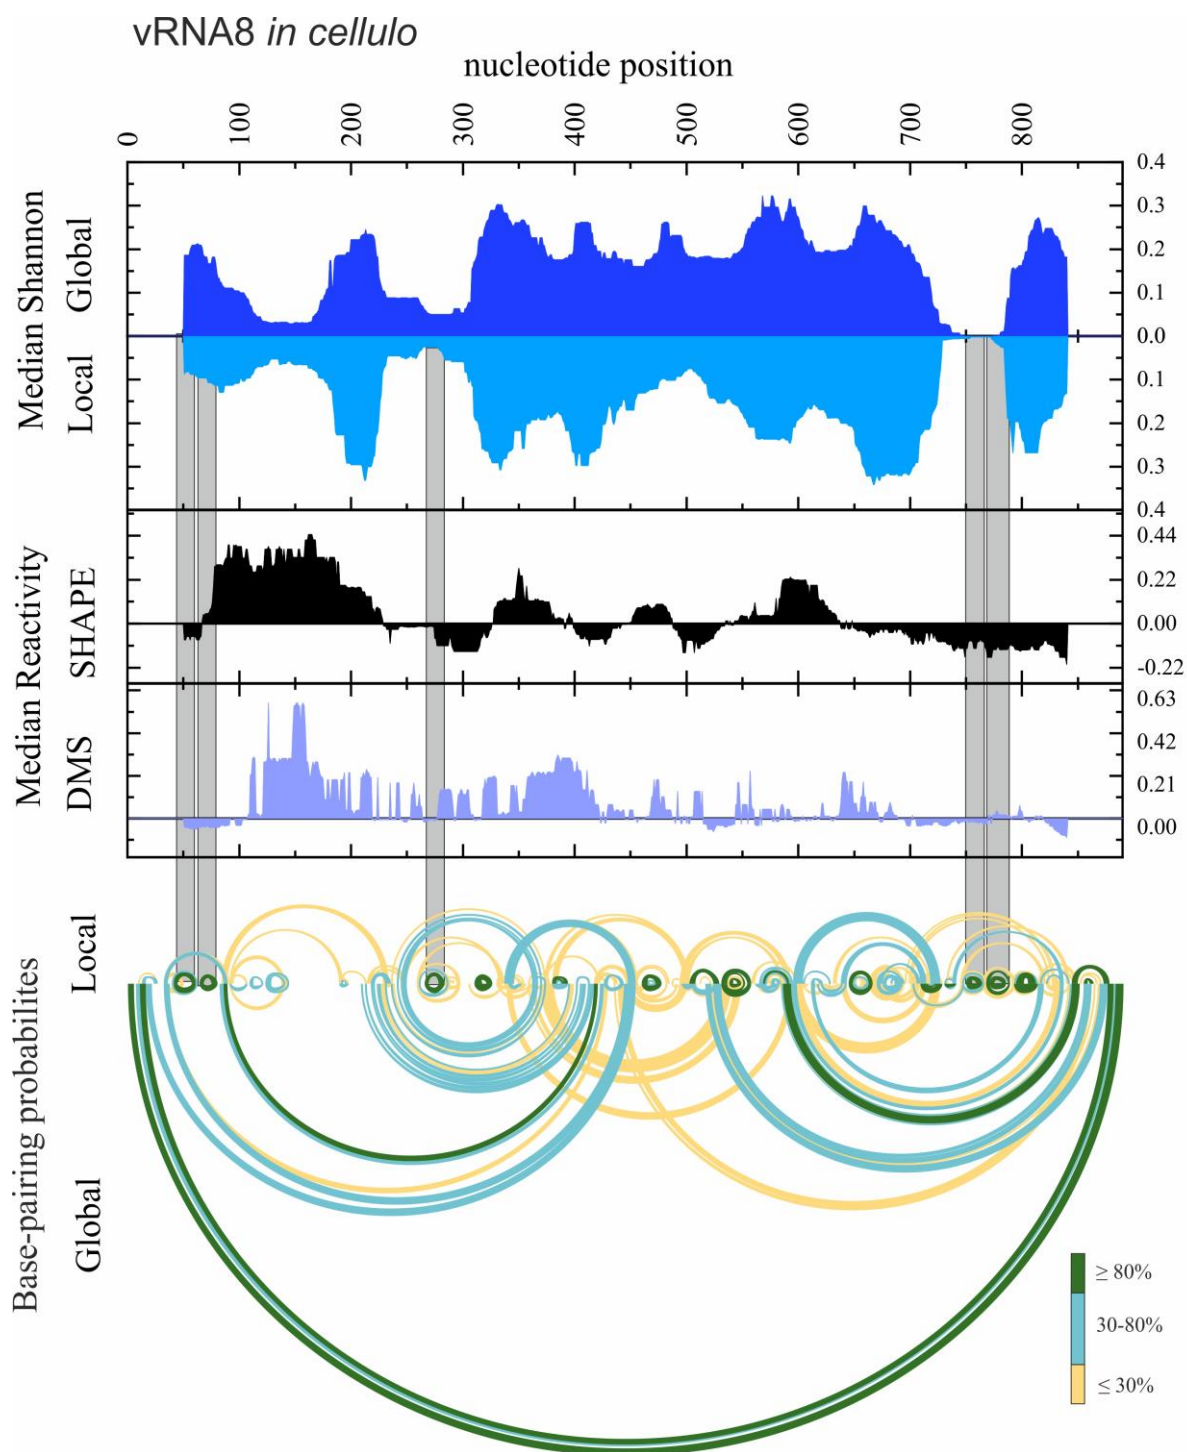 vRNA8 in cellulo
nucleotide position
0 100 200 300 400 500 600 700 800
Median Shannon
Global
Local
0.4
0.3
0.2
0.1
0.0
0.1
0.2
0.3
0.4
Median Reactivity
SHAPE
0.44
0.22
0.00
-0.22
DMS
0.63
0.42
0.21
0.00
Base-pairing probabilites
Local
Global
≥ 80%
30-80%
≤ 30%